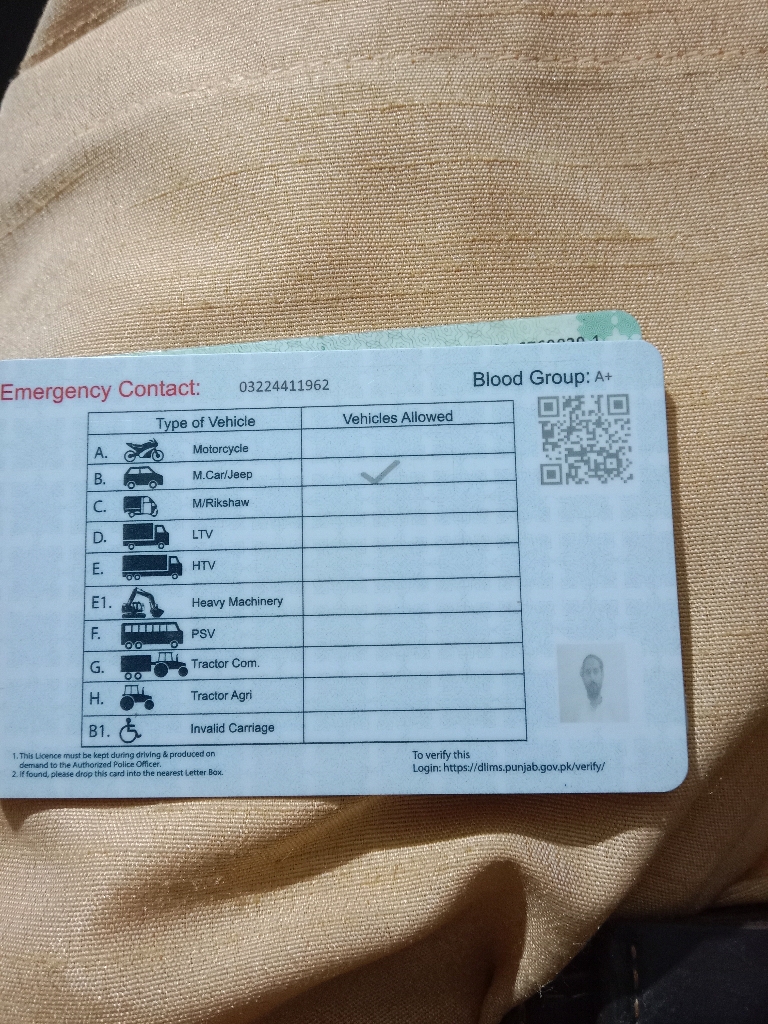 Emergency Contact: 03224411962 Blood Group: A+
Type of Vehicle Vehicles Allowed
A. Motorcycle
B. M.Car/Jeep
C. M/Rikshaw
D. LTV
E. HTV
E1. Heavy Machinery
F. PSV
G. Tractor Com.
H. Tractor Agri
B1. Invalid Carriage
1. This Licence must be kept during driving & produced on
demand to the Authorized Police Officer.
2. If found, please drop this card into the nearest Letter Box.
To verify this
Login: https://dlims.punjab.gov.pk/verify/